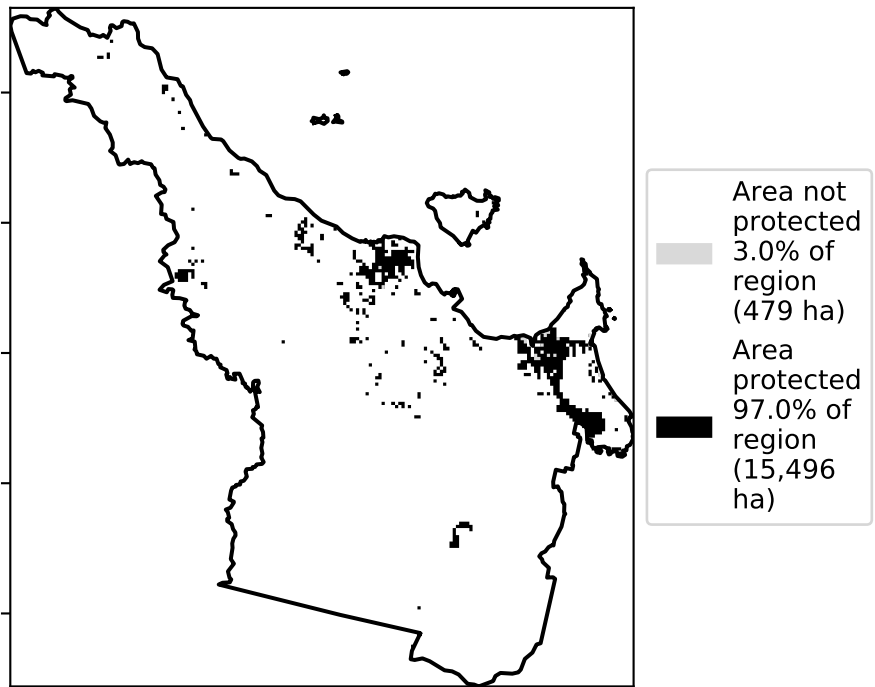 Area not
protected
3.0% of
region
(479 ha)
Area
protected
97.0% of
region
(15,496
ha)